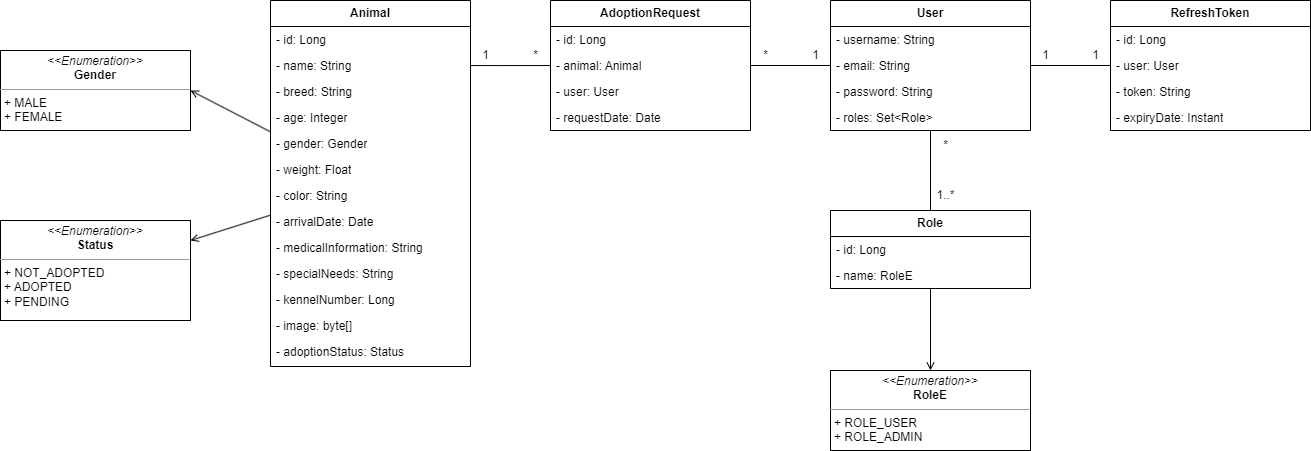 <<Enumeration>>
Gender
+ MALE
+ FEMALE
<<Enumeration>>
Status
+ NOT_ADOPTED
+ ADOPTED
+ PENDING
Animal
- id: Long
- name: String
- breed: String
- age: Integer
- gender: Gender
- weight: Float
- color: String
- arrivalDate: Date
- medicalInformation: String
- specialNeeds: String
- kennelNumber: Long
- image: byte[]
- adoptionStatus: Status
1
*
AdoptionRequest
- id: Long
- animal: Animal
- user: User
- requestDate: Date
*
1
User
- username: String
- email: String
- password: String
- roles: Set<Role>
1
1
RefreshToken
- id: Long
- user: User
- token: String
- expiryDate: Instant
*
1..*
Role
- id: Long
- name: RoleE
<<Enumeration>>
RoleE
+ ROLE_USER
+ ROLE_ADMIN